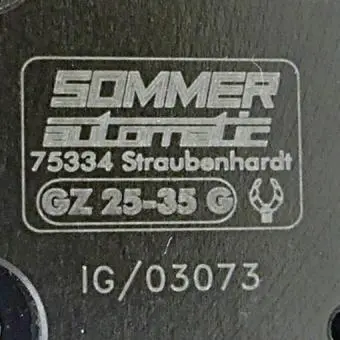 SOMMER
automatic
75334 Straubenhardt
GZ 25-35 G
IG/03073